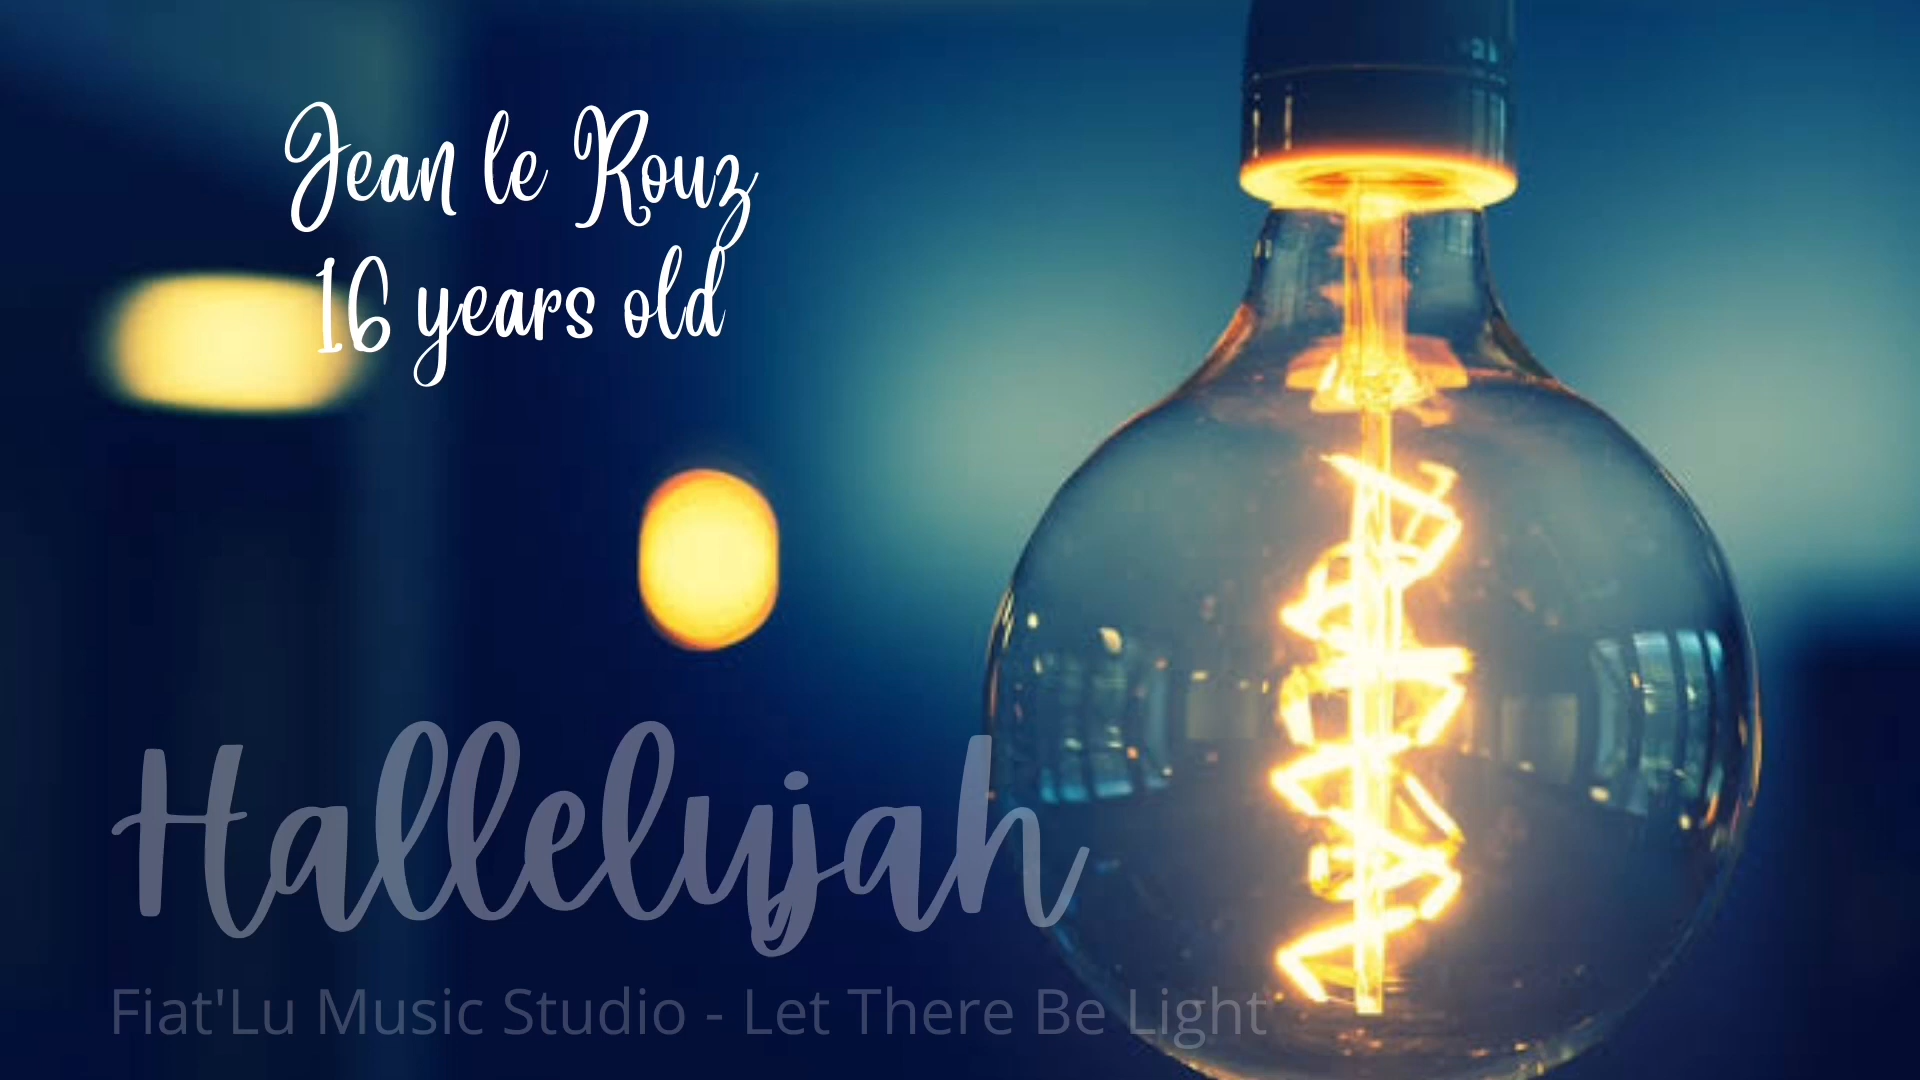 Jean le Rouz
16 years old
Hallelujah
Fiat'Lu Music Studio - Let There Be Light